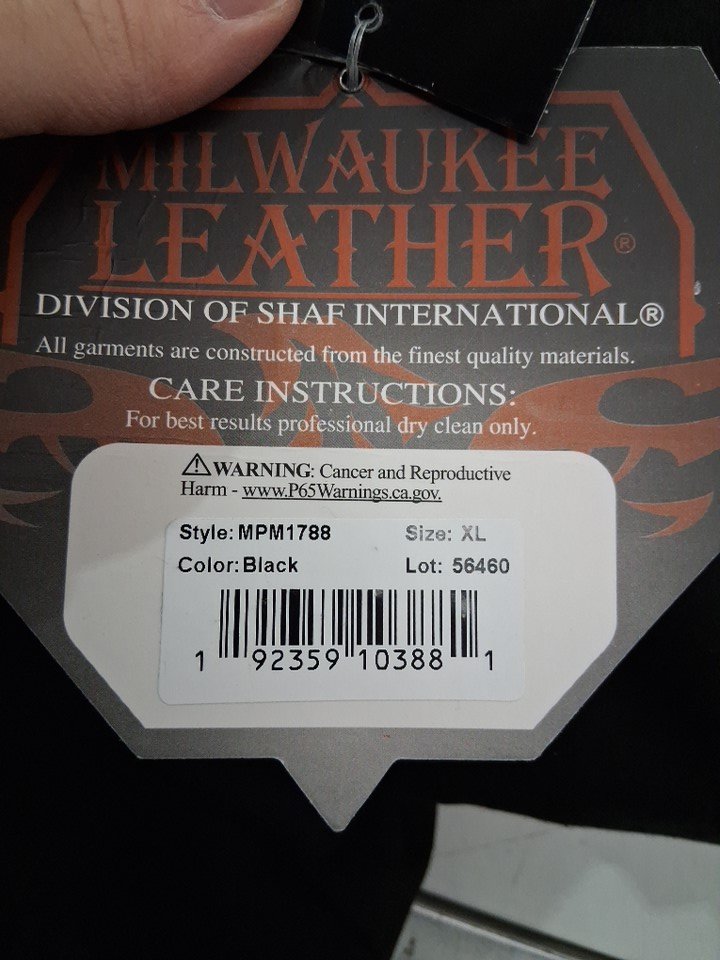 MILWAUKEE
LEATHER®
DIVISION OF SHAF INTERNATIONAL®
All garments are constructed from the finest quality materials.
CARE INSTRUCTIONS:
For best results professional dry clean only.
⚠WARNING: Cancer and Reproductive
Harm - www.P65Warnings.ca.gov.
Style: MPM1788 Size: XL
Color: Black Lot: 56460
1 92359 10388 1